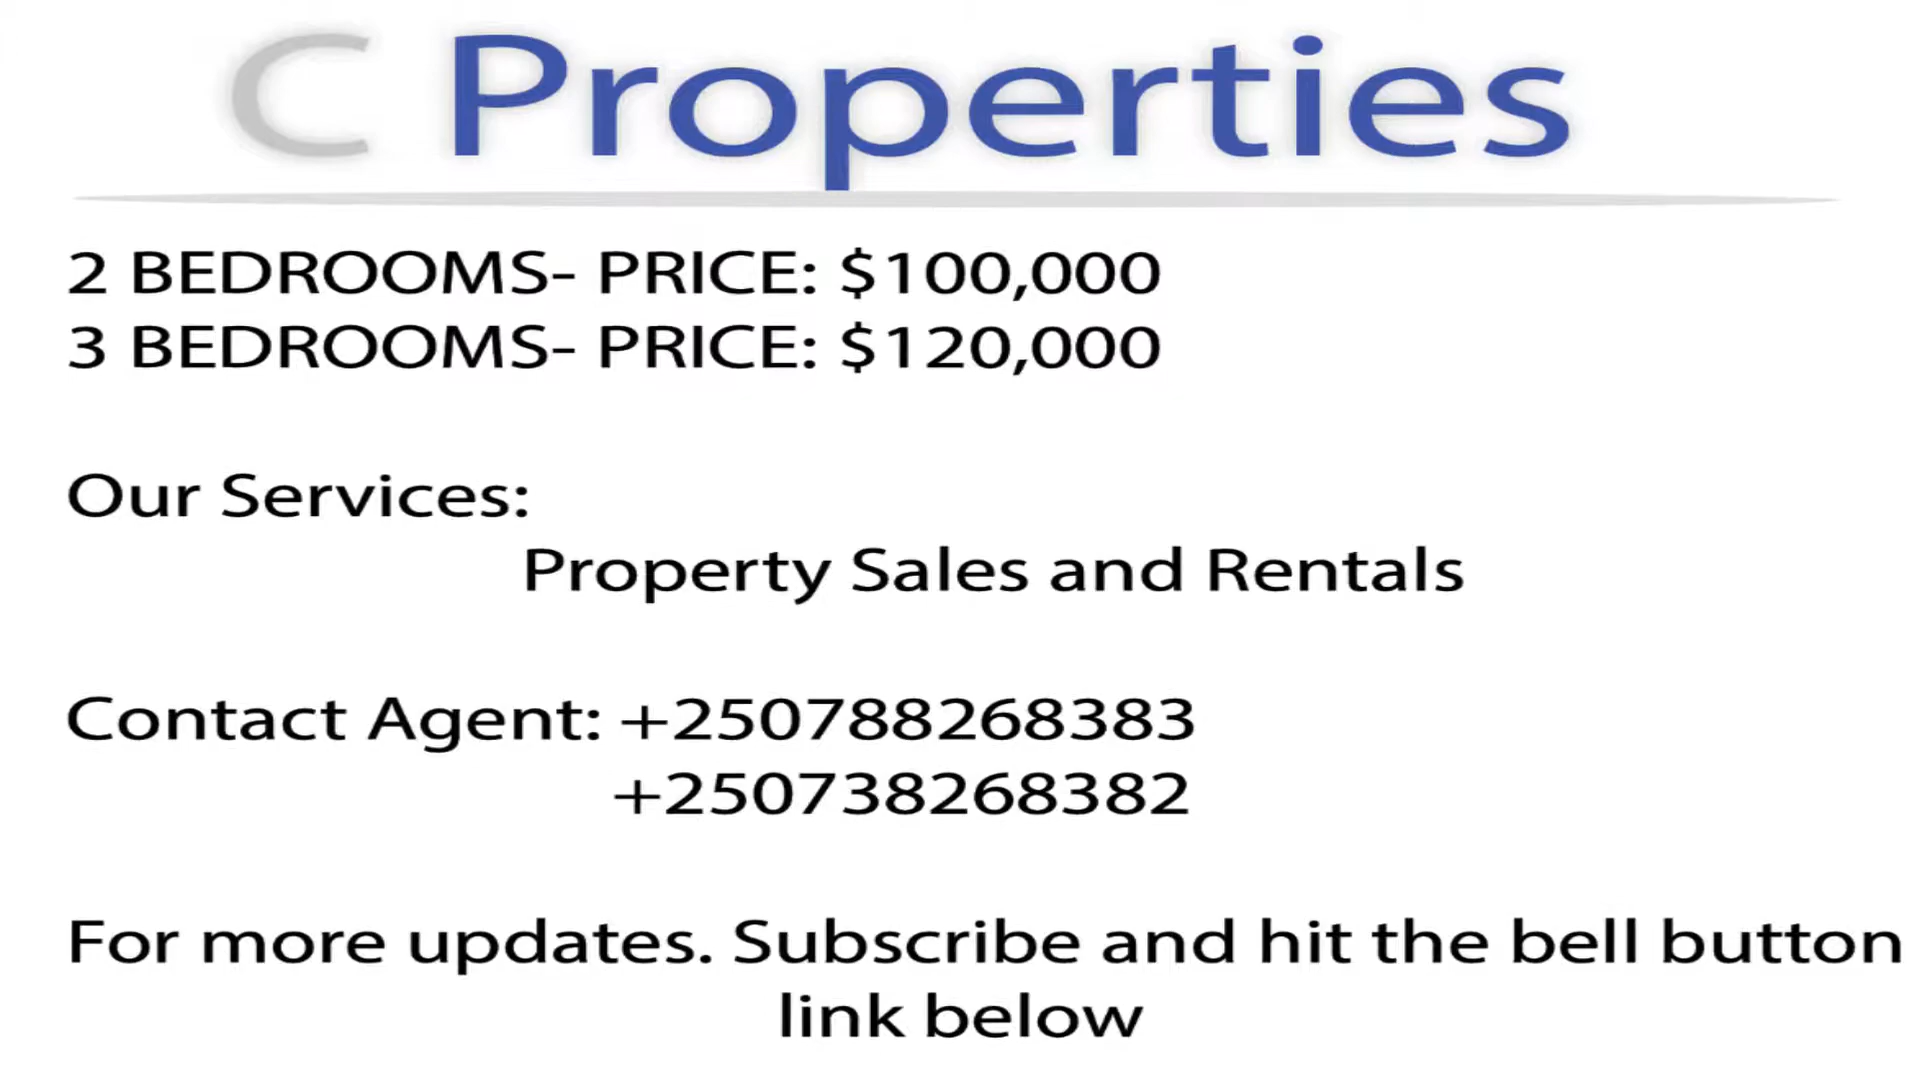 C Properties
2 BEDROOMS- PRICE: $100,000
3 BEDROOMS- PRICE: $120,000
Our Services:
Property Sales and Rentals
Contact Agent: +250788268383
+250738268382
For more updates. Subscribe and hit the bell button
link below